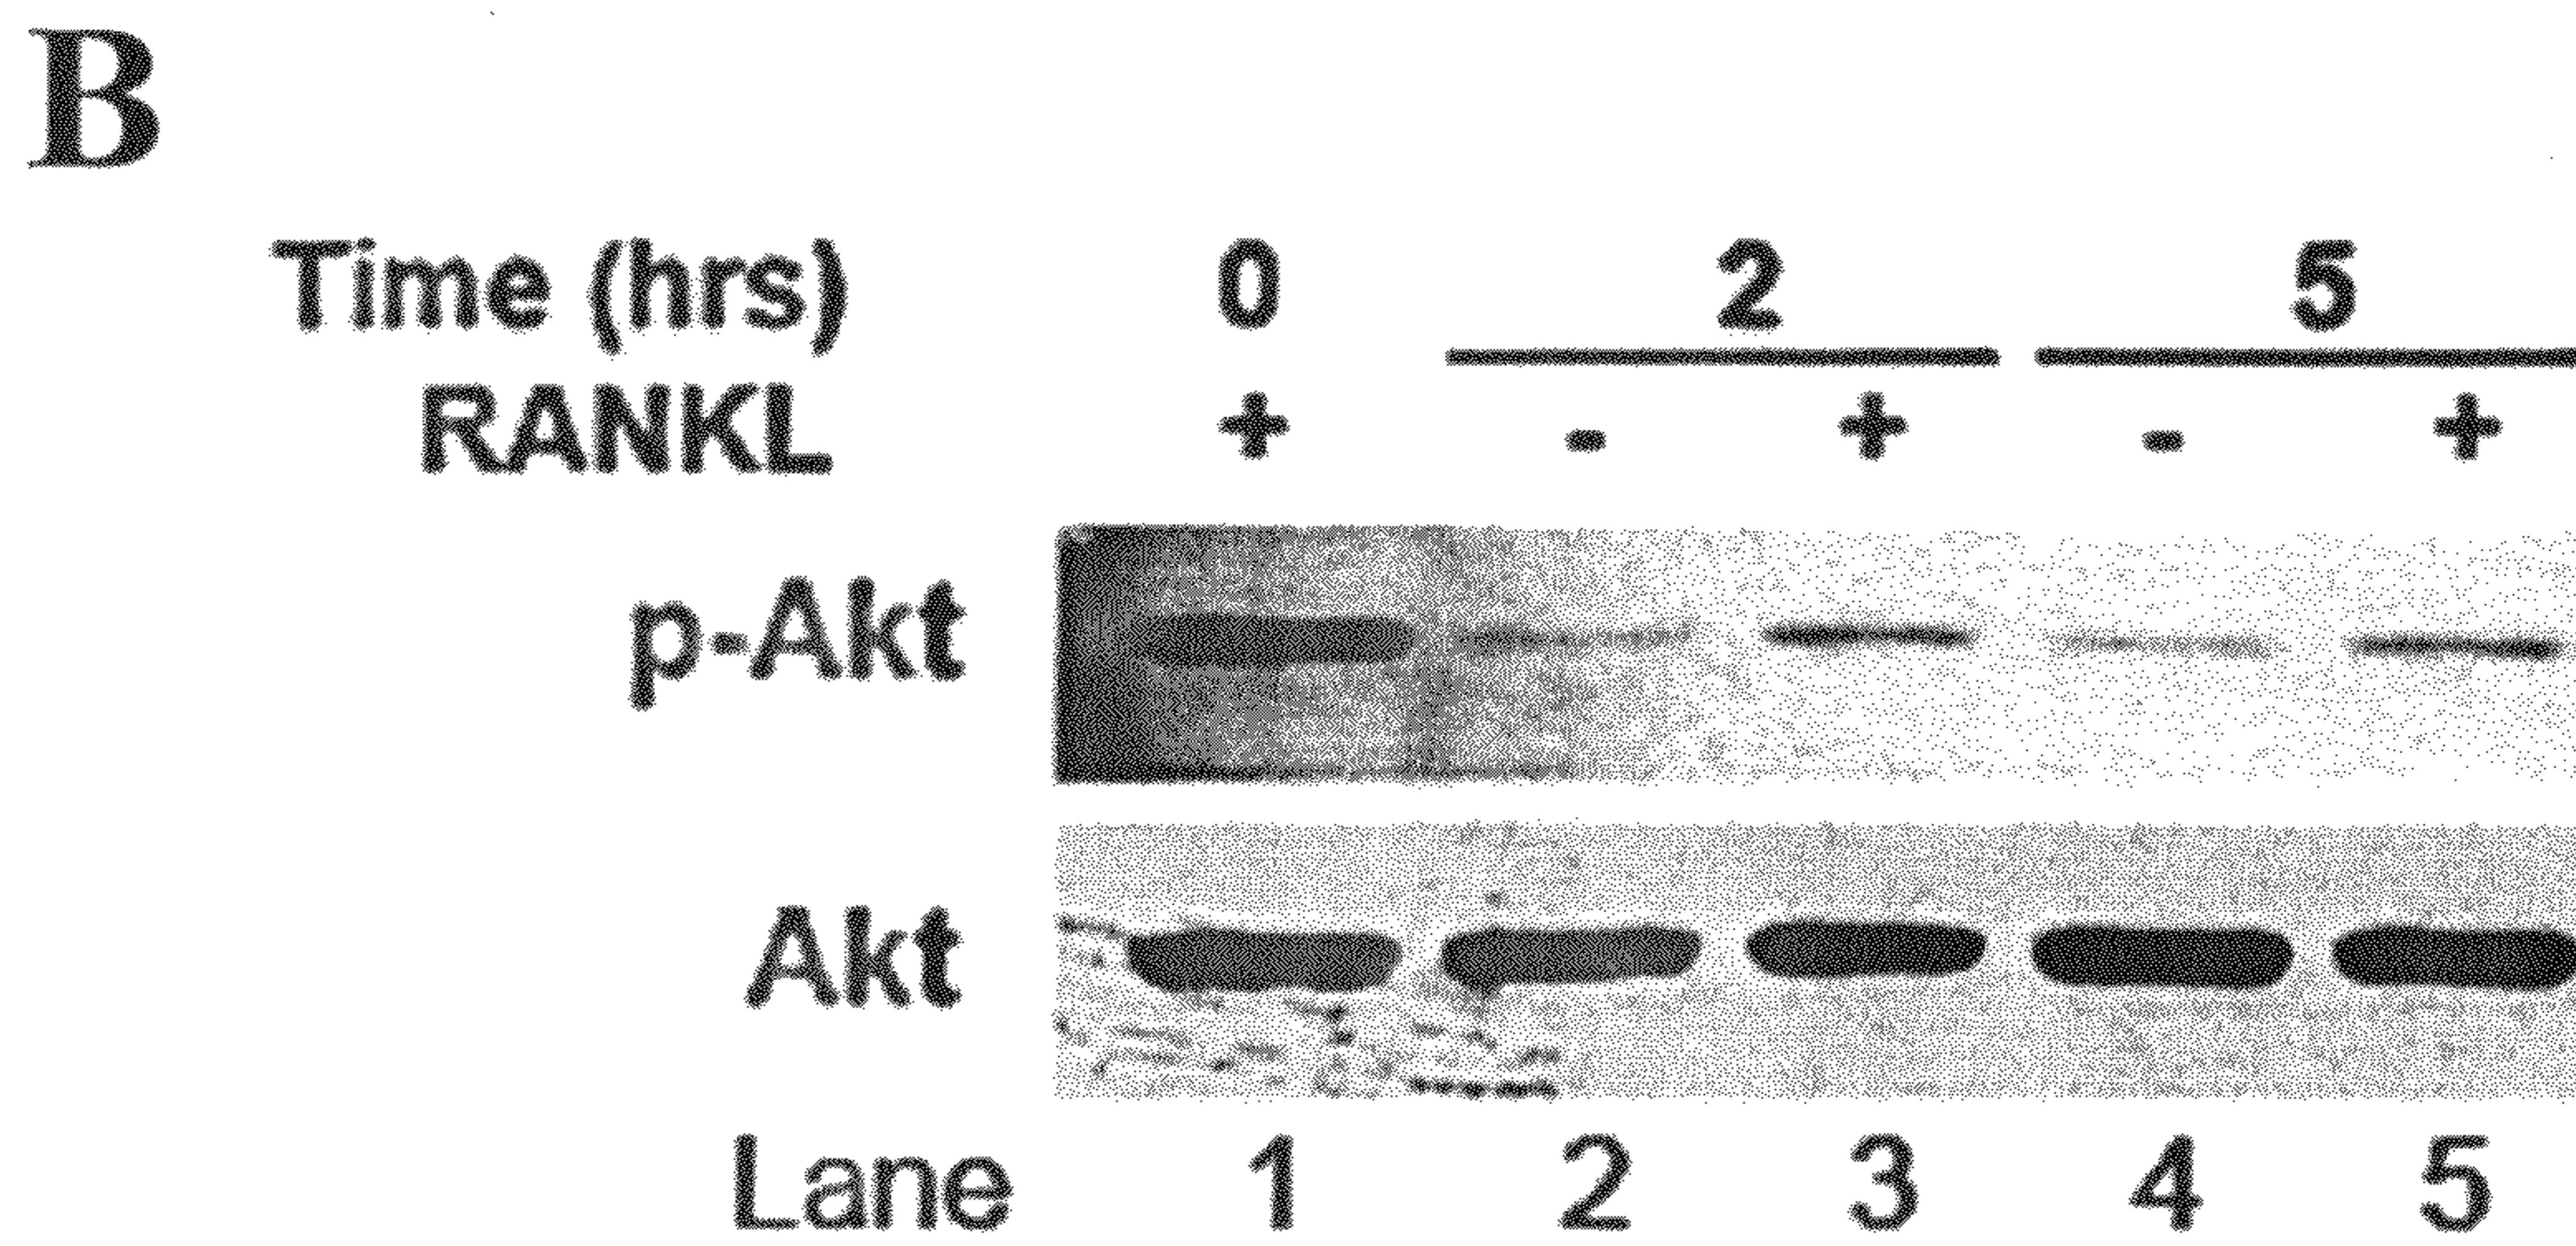 B
Time (hrs) 0 2 5
RANKL + - + - +
p-Akt
Akt
Lane 1 2 3 4 5